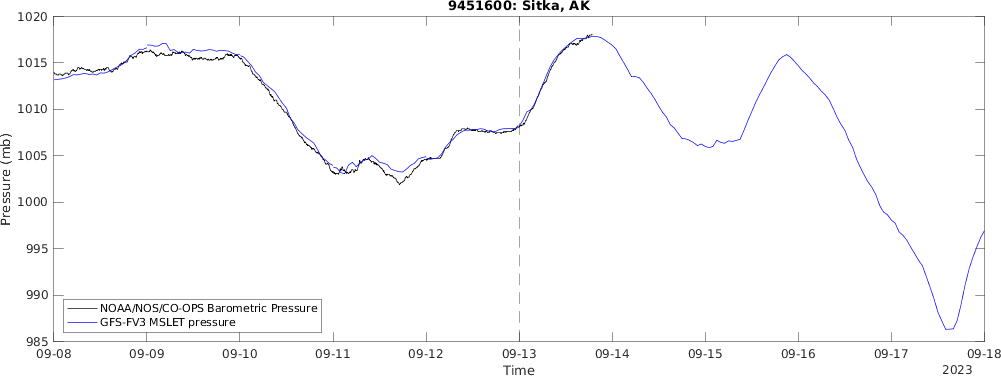 9451600: Sitka, AK
Pressure (mb)
1020
1015
1010
1005
1000
995
990
985
NOAA/NOS/CO-OPS Barometric Pressure
GFS-FV3 MSLET pressure
09-08 09-09 09-10 09-11 09-12 09-13 09-14 09-15 09-16 09-17 09-18
Time
2023